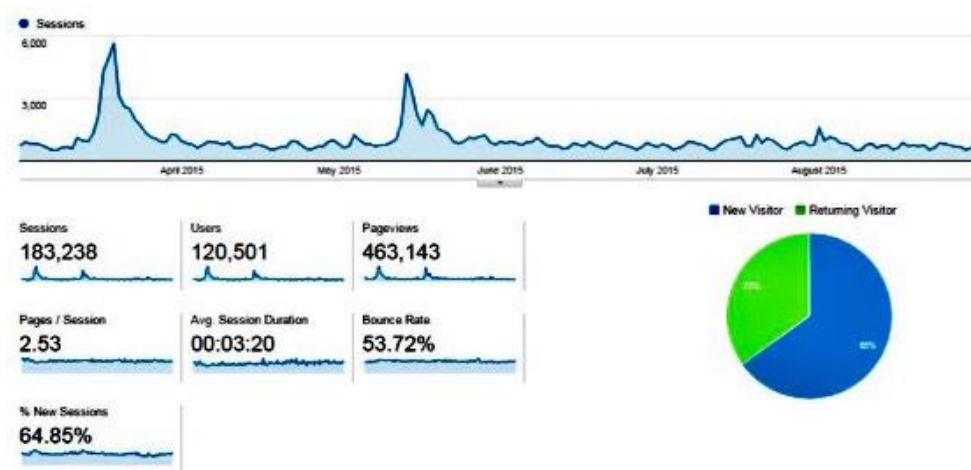 Sessions
6,000
3,000
April 2015 May 2015 June 2015 July 2015 August 2015
New Visitor Returning Visitor
Sessions Users Pageviews
183,238 120,501 463,143
Pages / Session Avg. Session Duration Bounce Rate
2.53 00:03:20 53.72%
% New Sessions
64.85%